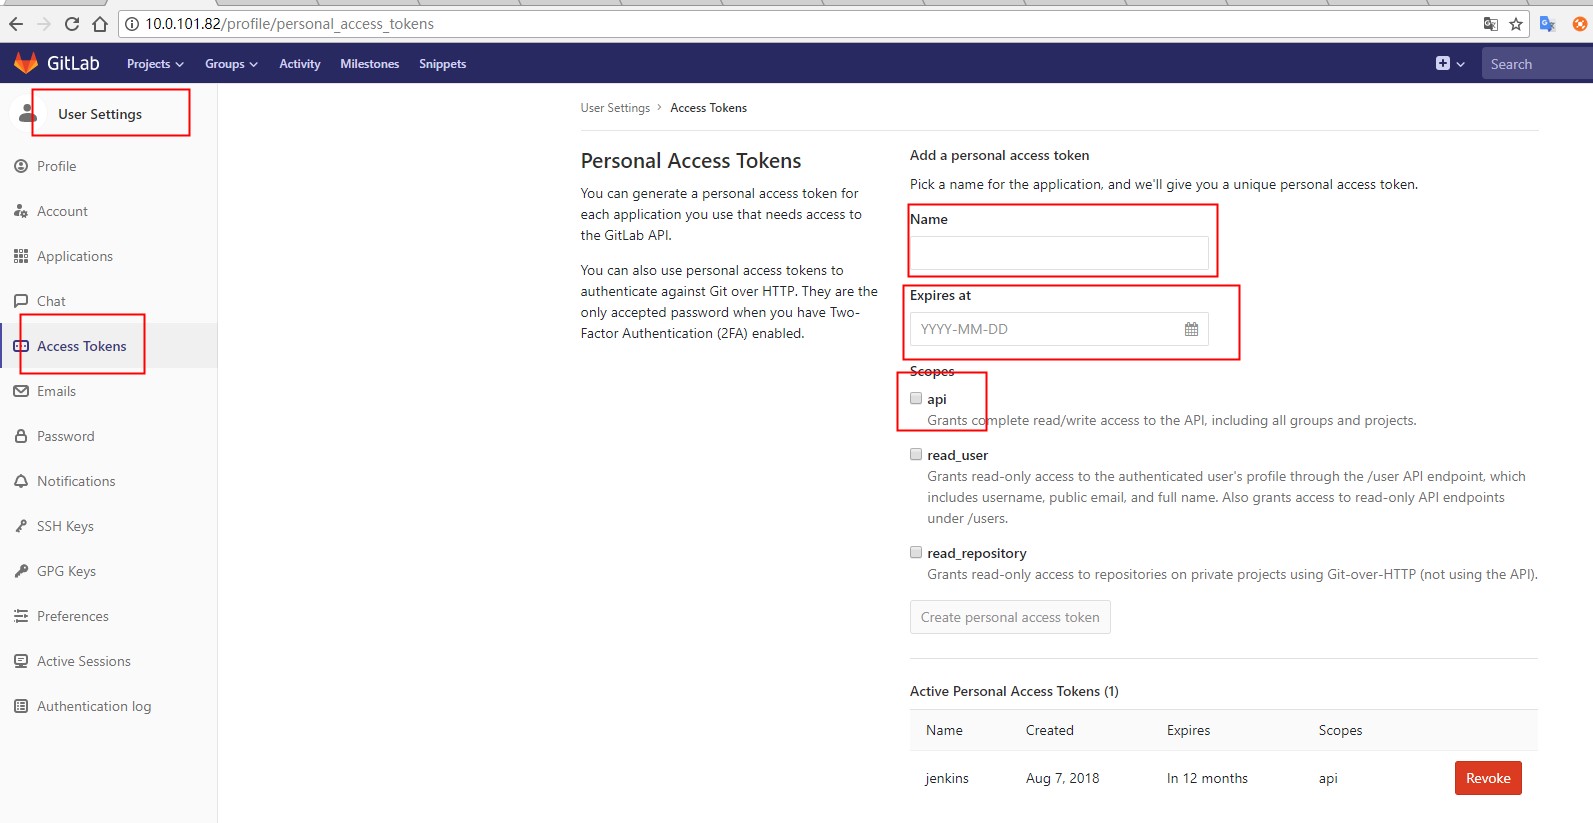 10.0.101.82/profile/personal_access_tokens
GitLab Projects Groups Activity Milestones Snippets Search
User Settings
Profile
Account
Applications
Chat
Access Tokens
Emails
Password
Notifications
SSH Keys
GPG Keys
Preferences
Active Sessions
Authentication log
User Settings > Access Tokens
Personal Access Tokens
You can generate a personal access token for
each application you use that needs access to
the GitLab API.
You can also use personal access tokens to
authenticate against Git over HTTP. They are the
only accepted password when you have Two-
Factor Authentication (2FA) enabled.
Add a personal access token
Pick a name for the application, and we'll give you a unique personal access token.
Name
Expires at
YYYY-MM-DD
Scopes
api
Grants complete read/write access to the API, including all groups and projects.
read_user
Grants read-only access to the authenticated user's profile through the /user API endpoint, which
includes username, public email, and full name. Also grants access to read-only API endpoints
under /users.
read_repository
Grants read-only access to repositories on private projects using Git-over-HTTP (not using the API).
Create personal access token
Active Personal Access Tokens (1)
Name Created Expires Scopes
jenkins Aug 7, 2018 In 12 months api Revoke